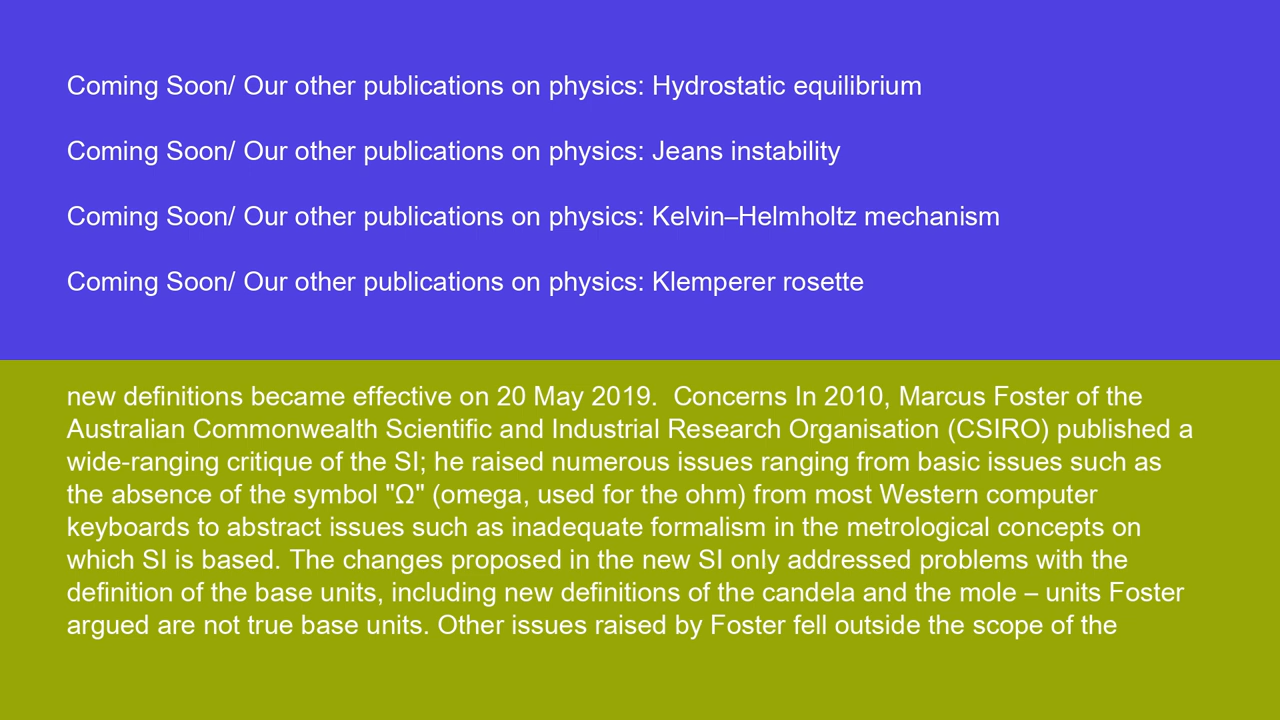 Coming Soon/ Our other publications on physics: Hydrostatic equilibrium
Coming Soon/ Our other publications on physics: Jeans instability
Coming Soon/ Our other publications on physics: Kelvin–Helmholtz mechanism
Coming Soon/ Our other publications on physics: Klemperer rosette
new definitions became effective on 20 May 2019.  Concerns In 2010, Marcus Foster of the
Australian Commonwealth Scientific and Industrial Research Organisation (CSIRO) published a
wide-ranging critique of the SI; he raised numerous issues ranging from basic issues such as
the absence of the symbol "Ω" (omega, used for the ohm) from most Western computer
keyboards to abstract issues such as inadequate formalism in the metrological concepts on
which SI is based. The changes proposed in the new SI only addressed problems with the
definition of the base units, including new definitions of the candela and the mole – units Foster
argued are not true base units. Other issues raised by Foster fell outside the scope of the